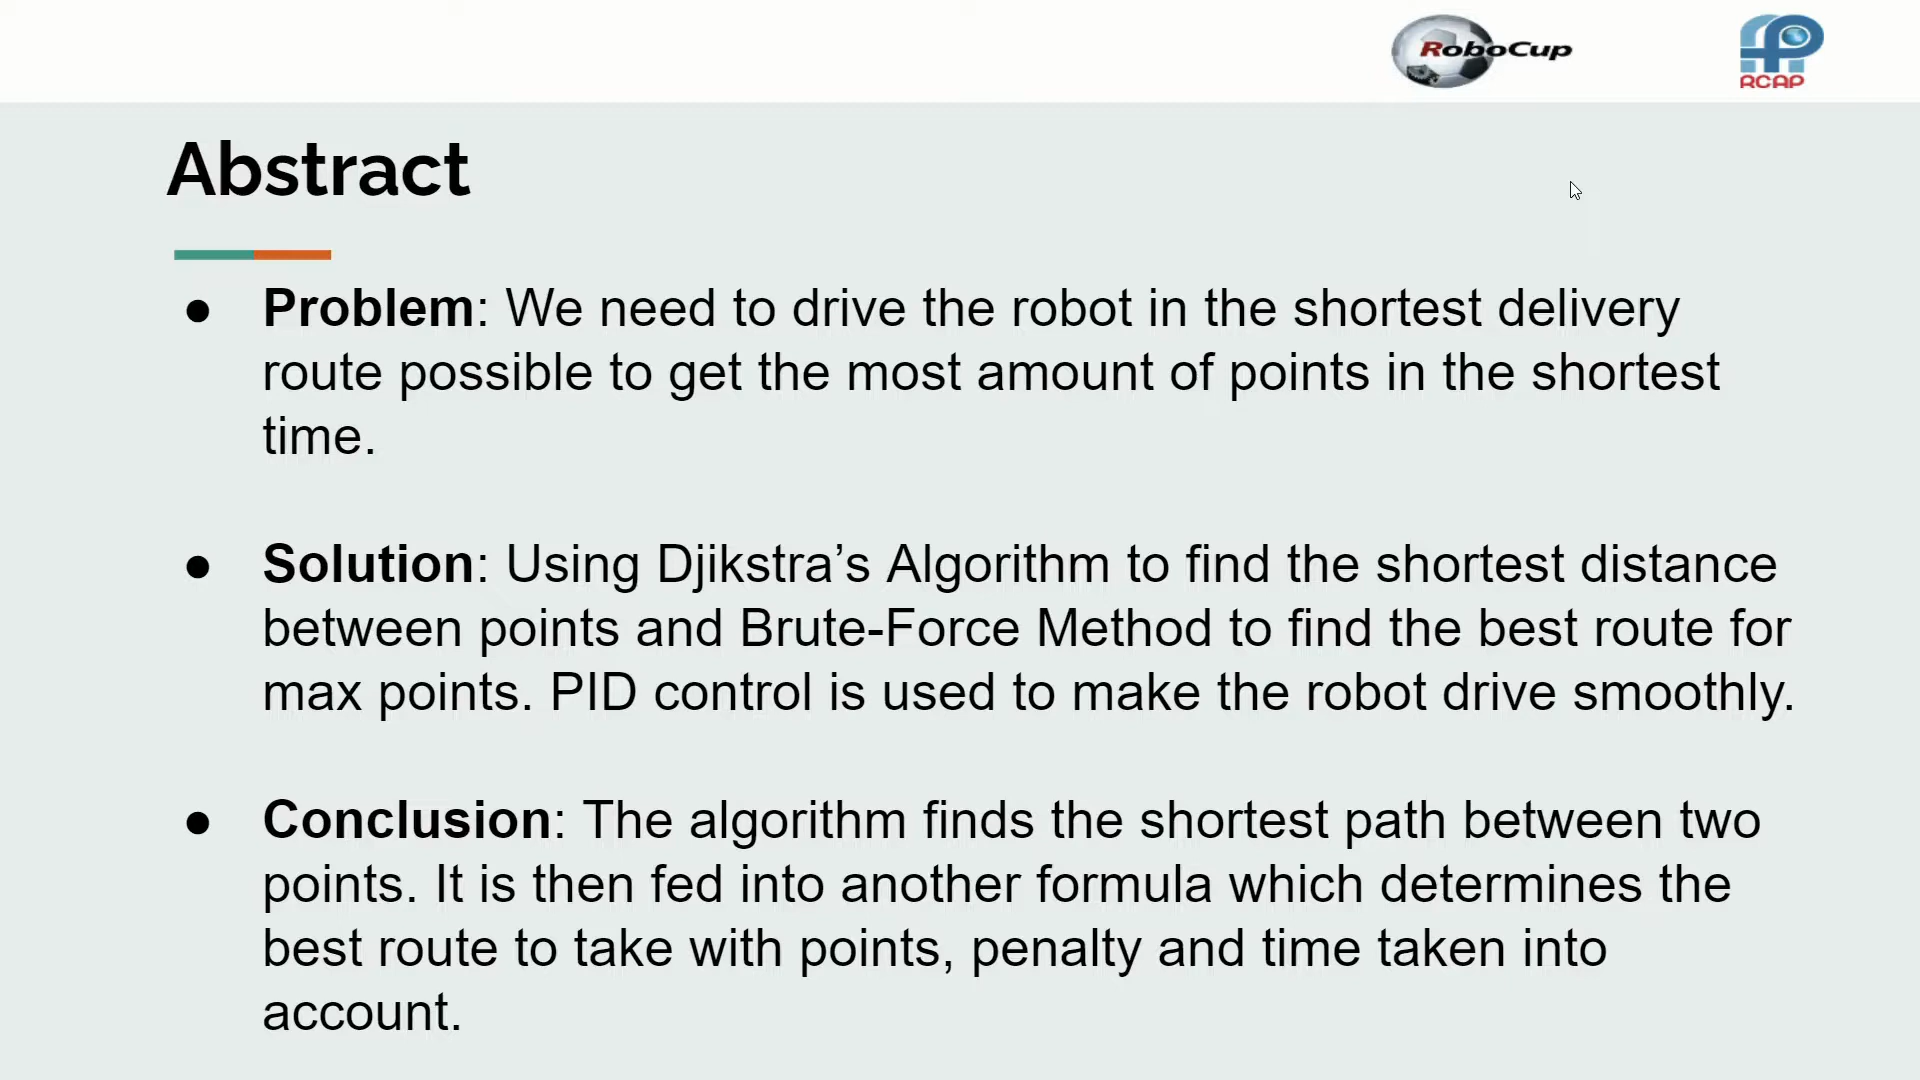 RoboCup
RCAP
Abstract
● Problem: We need to drive the robot in the shortest delivery
route possible to get the most amount of points in the shortest
time.
● Solution: Using Djikstra’s Algorithm to find the shortest distance
between points and Brute-Force Method to find the best route for
max points. PID control is used to make the robot drive smoothly.
● Conclusion: The algorithm finds the shortest path between two
points. It is then fed into another formula which determines the
best route to take with points, penalty and time taken into
account.